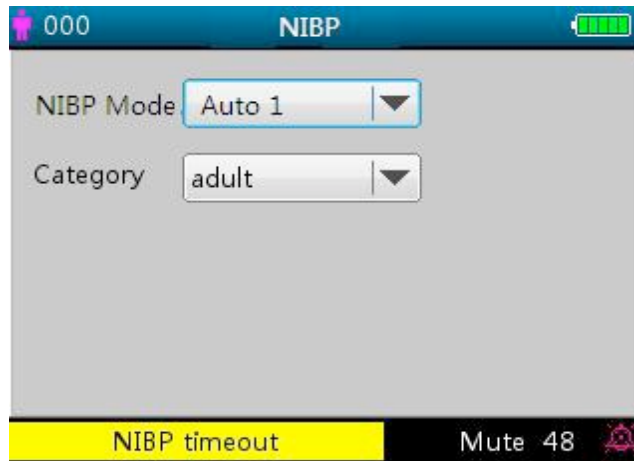 000 NIBP
NIBP Mode Auto 1
Category adult
NIBP timeout Mute 48